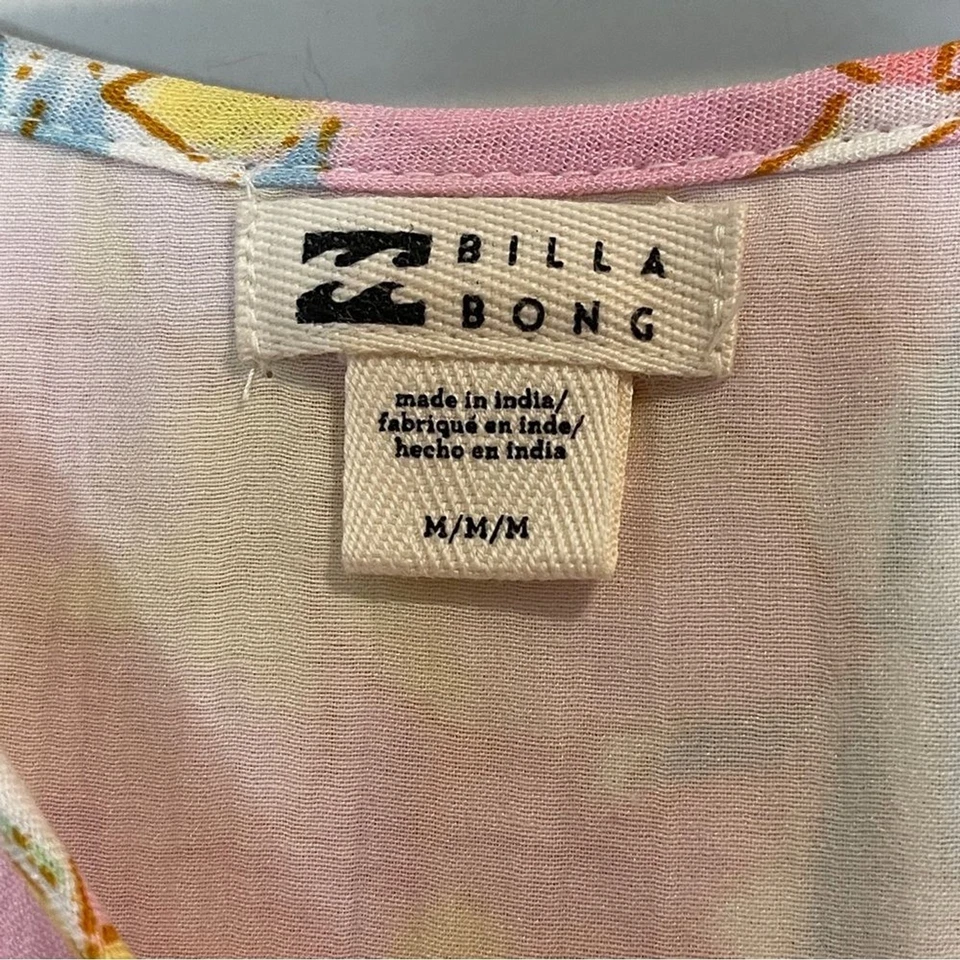 BILLA
BONG
made in india/
fabriqué en inde/
hecho en india
M/M/M